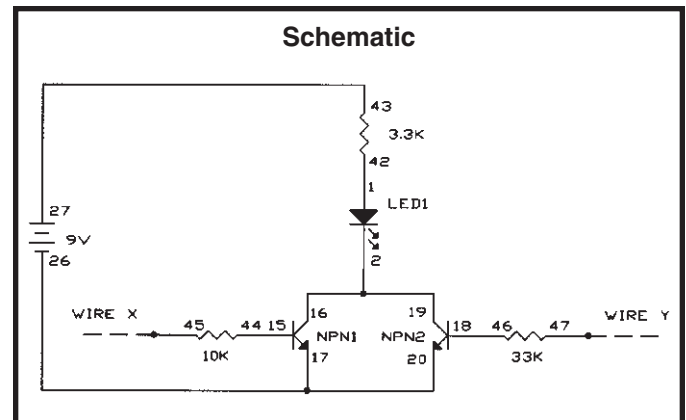 Schematic
43
3.3K
42
1
LED1
27
9V
26
2
WIRE X
16
19
WIRE Y
45
44
15
NPN1
NPN2
18
46
47
10K
17
20
33K